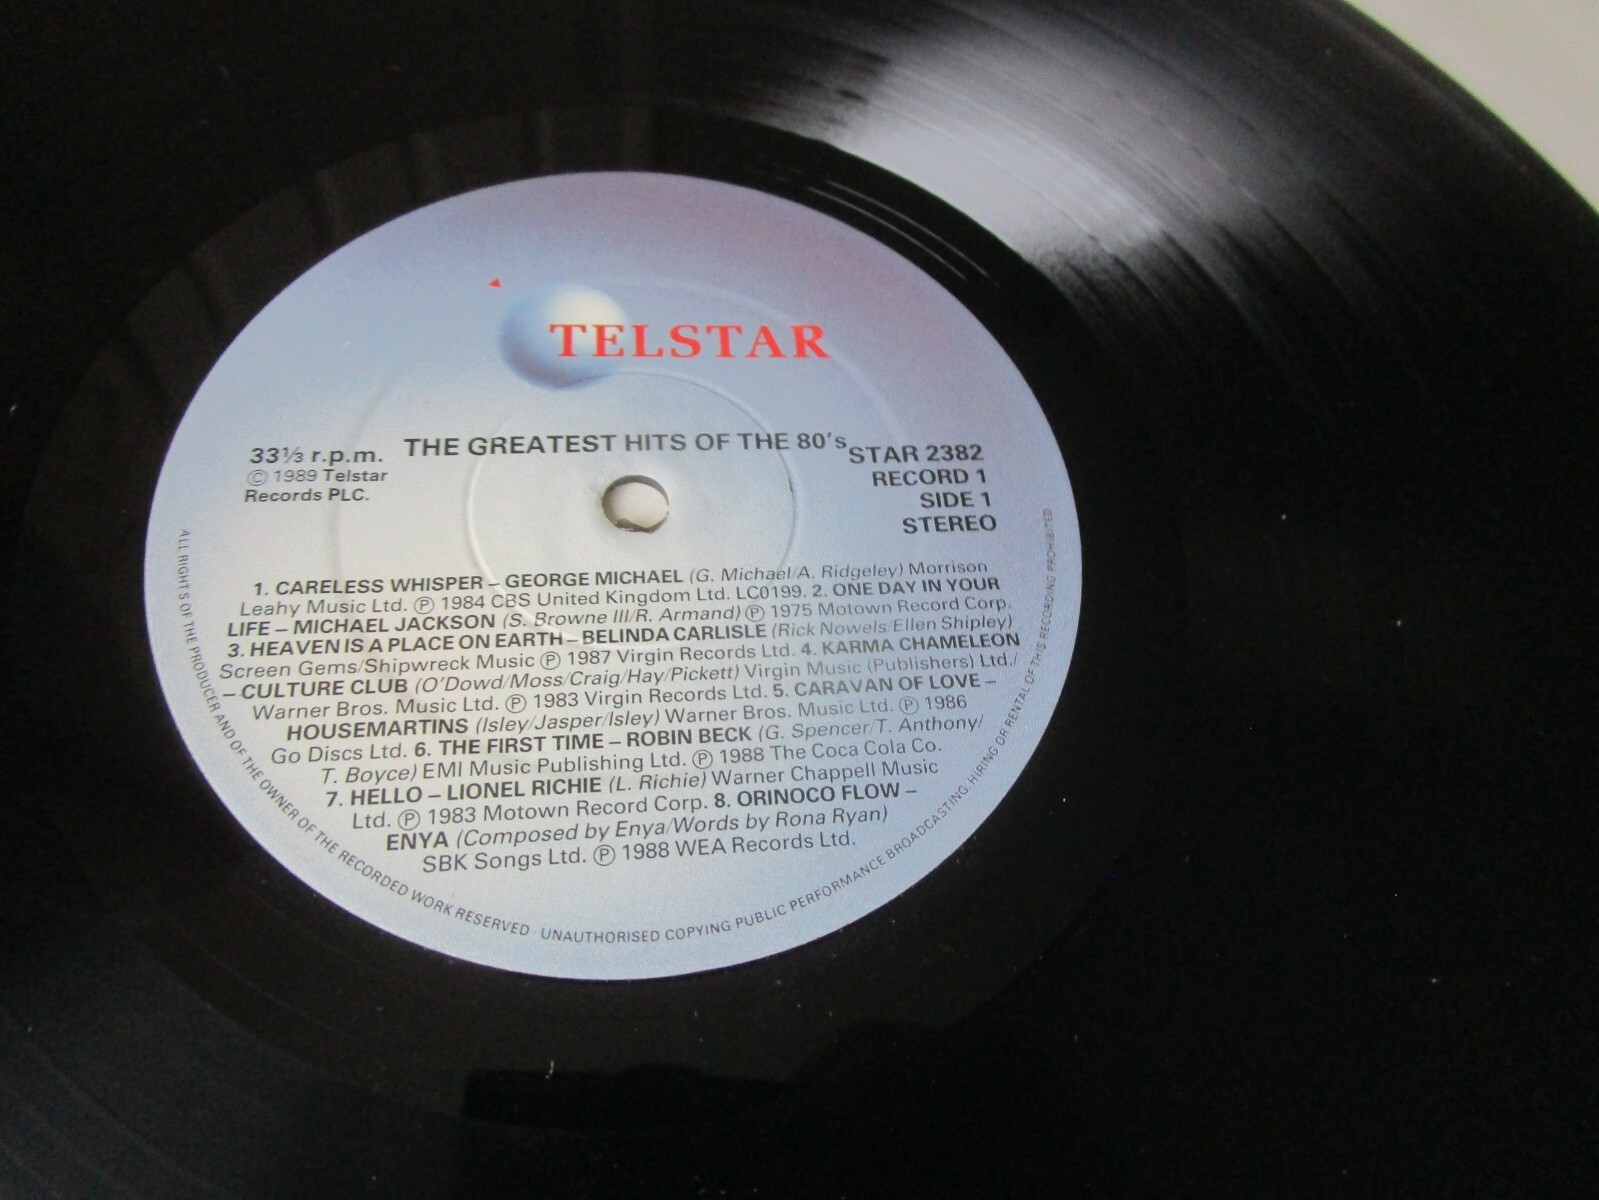 TELSTAR
THE GREATEST HITS OF THE 80's
33⅓ r.p.m.
© 1989 Telstar
Records PLC.
STAR 2382
RECORD 1
SIDE 1
STEREO
1. CARELESS WHISPER – GEORGE MICHAEL (G. Michael/A. Ridgeley) Morrison
Leahy Music Ltd. ℗ 1984 CBS United Kingdom Ltd. LC0199. 2. ONE DAY IN YOUR
LIFE – MICHAEL JACKSON (S. Browne III/R. Armand) ℗ 1975 Motown Record Corp.
3. HEAVEN IS A PLACE ON EARTH – BELINDA CARLISLE (Rick Nowels/Ellen Shipley)
Screen Gems/Shipwreck Music ℗ 1987 Virgin Records Ltd. 4. KARMA CHAMELEON
– CULTURE CLUB (O'Dowd/Moss/Craig/Hay/Pickett) Virgin Music (Publishers) Ltd./
Warner Bros. Music Ltd. ℗ 1983 Virgin Records Ltd. 5. CARAVAN OF LOVE –
HOUSEMARTINS (Isley/Jasper/Isley) Warner Bros. Music Ltd. ℗ 1986
Go Discs Ltd. 6. THE FIRST TIME – ROBIN BECK (G. Spencer/T. Anthony/
T. Boyce) EMI Music Publishing Ltd. ℗ 1988 The Coca Cola Co.
7. HELLO – LIONEL RICHIE (L. Richie) Warner Chappell Music
Ltd. ℗ 1983 Motown Record Corp. 8. ORINOCO FLOW –
ENYA (Composed by Enya/Words by Rona Ryan)
SBK Songs Ltd. ℗ 1988 WEA Records Ltd.
ALL RIGHTS OF THE PRODUCER AND OF THE OWNER OF THE RECORDED WORK RESERVED · UNAUTHORISED COPYING PUBLIC PERFORMANCE BROADCASTING, HIRING OR RENTAL OF THIS RECORDING PROHIBITED